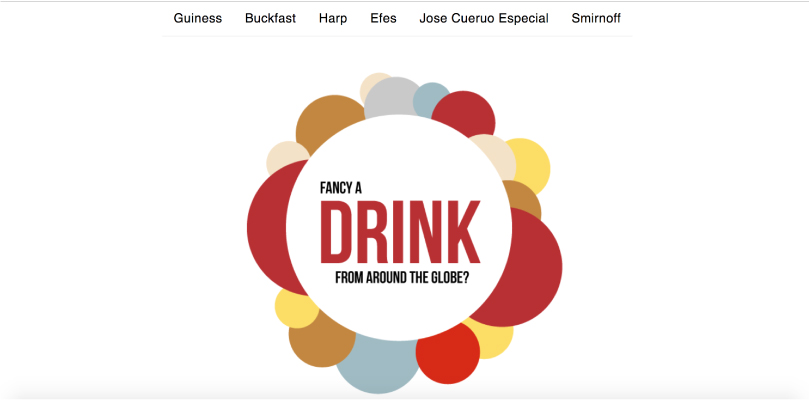 Guiness Buckfast Harp Efes Jose Cueruo Especial Smirnoff
FANCY A
DRINK
FROM AROUND THE GLOBE?